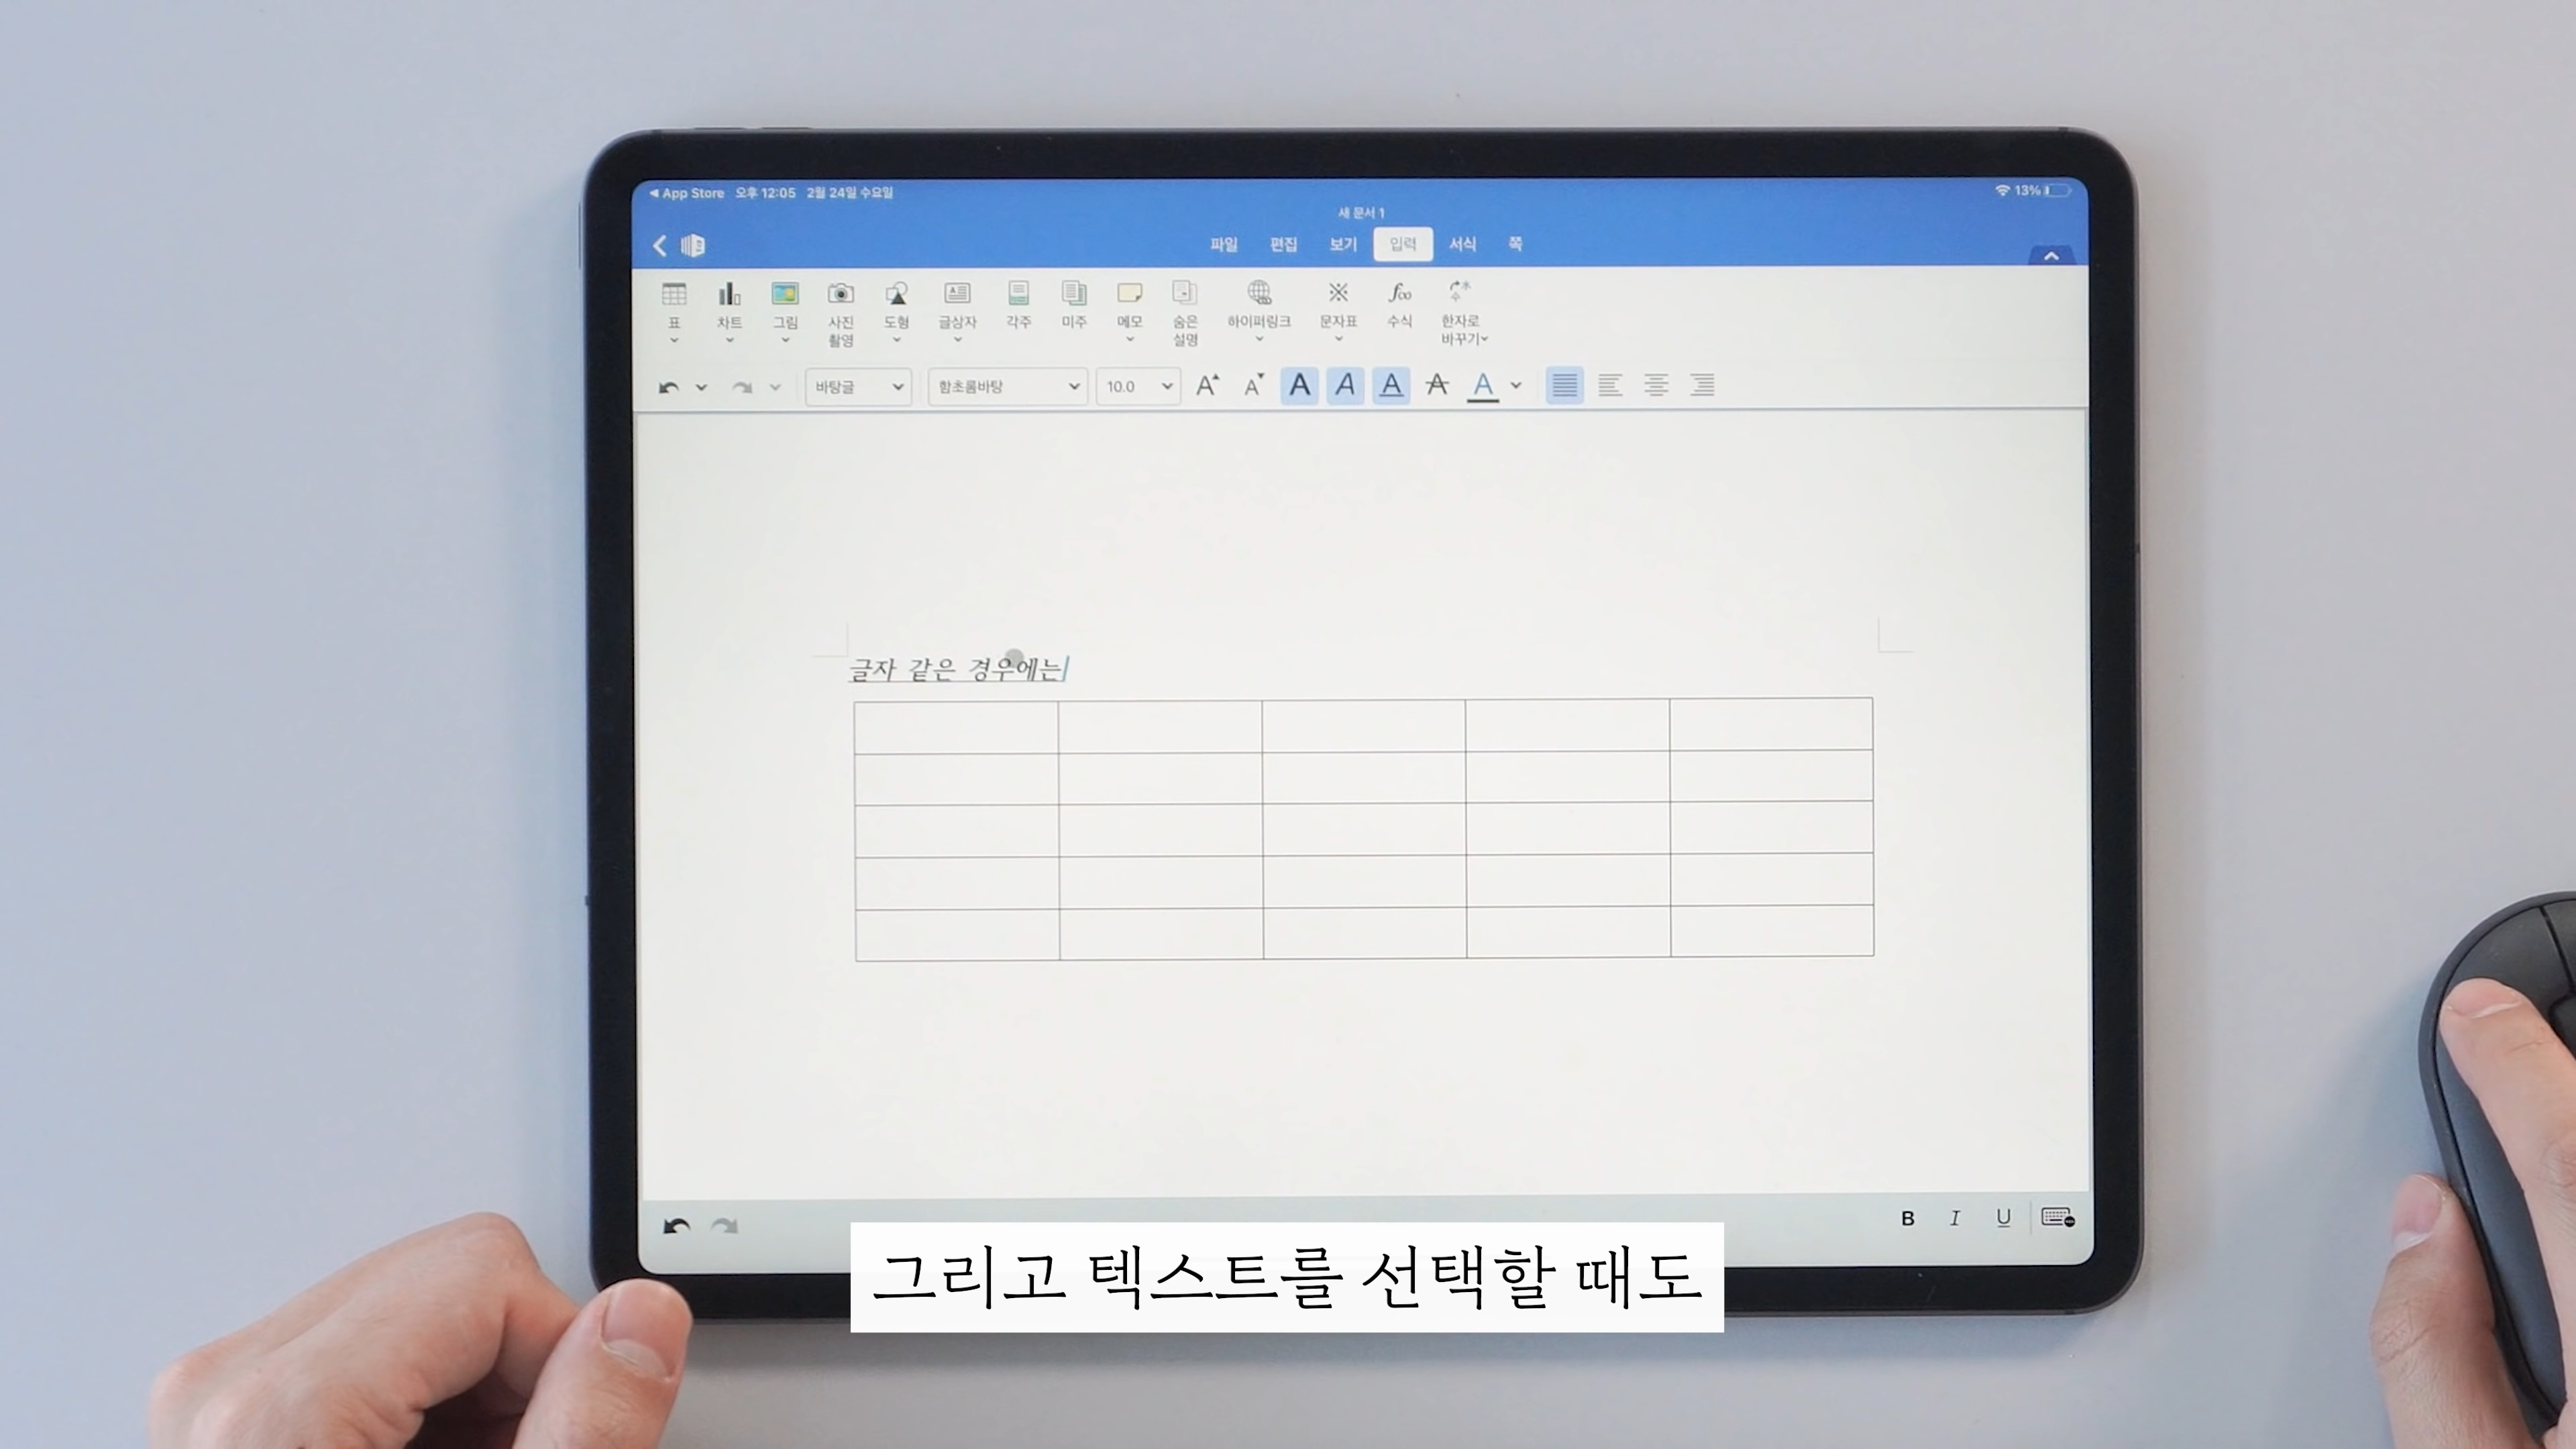 App Store 오후 12:05 2월 24일 수요일
13%
새 문서 1
파일 편집 보기 입력 서식 쪽
표 차트 그림 사진 촬영 도형 글상자 각주 미주 메모 숨은 설명 하이퍼링크 문자표 수식 한자로 바꾸기
바탕글 함초롬바탕 10.0
글자 같은 경우에는
B I U
그리고 텍스트를 선택할 때도